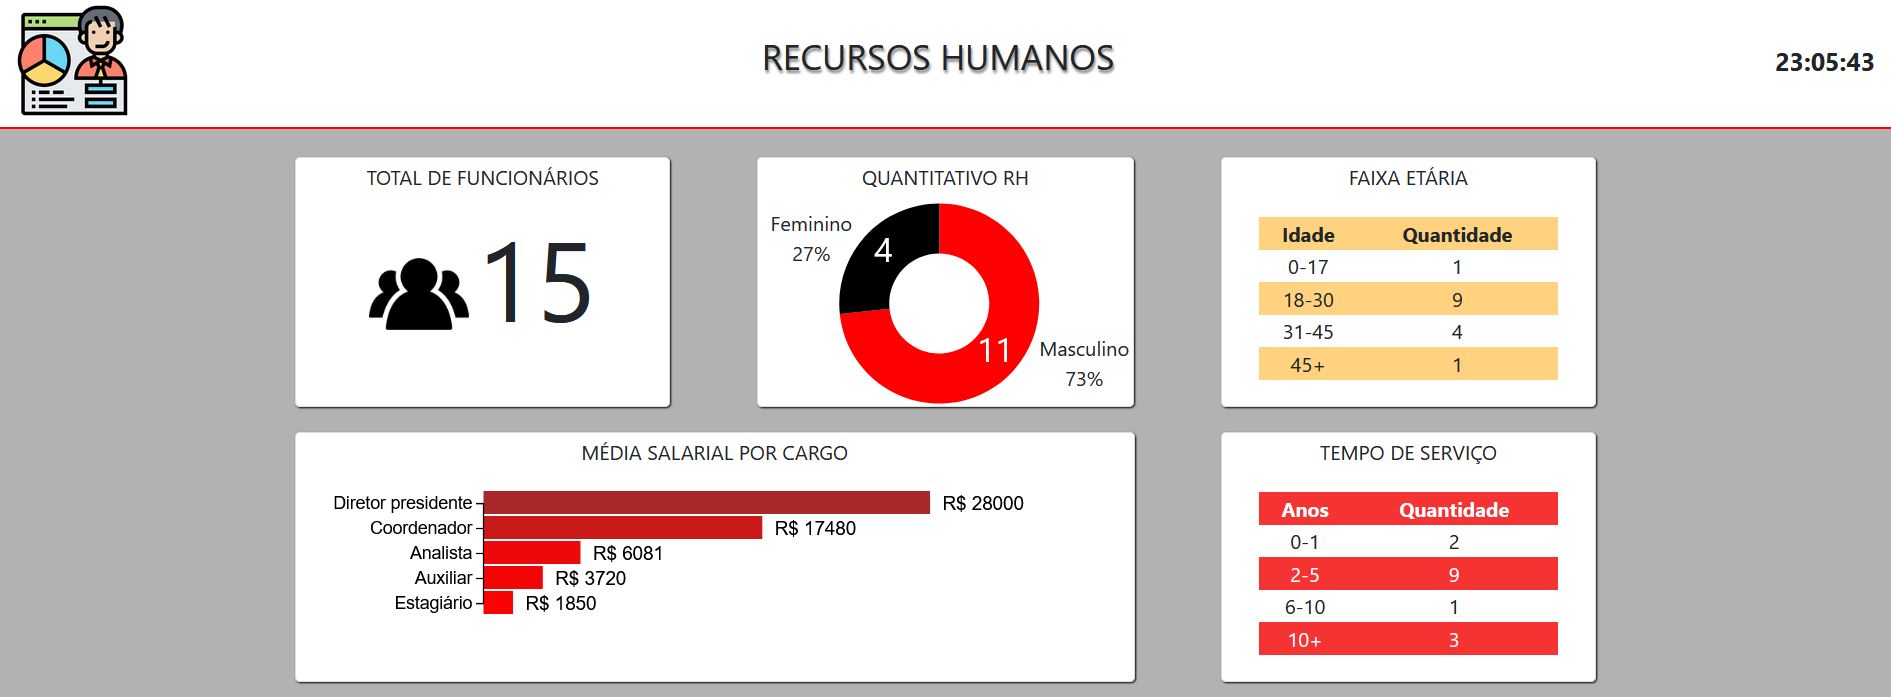 RECURSOS HUMANOS
23:05:43
TOTAL DE FUNCIONÁRIOS
15
QUANTITATIVO RH
Feminino
27%
4
11
Masculino
73%
FAIXA ETÁRIA
Idade Quantidade
0-17 1
18-30 9
31-45 4
45+ 1
MÉDIA SALARIAL POR CARGO
Diretor presidente R$ 28000
Coordenador R$ 17480
Analista R$ 6081
Auxiliar R$ 3720
Estagiário R$ 1850
TEMPO DE SERVIÇO
Anos Quantidade
0-1 2
2-5 9
6-10 1
10+ 3